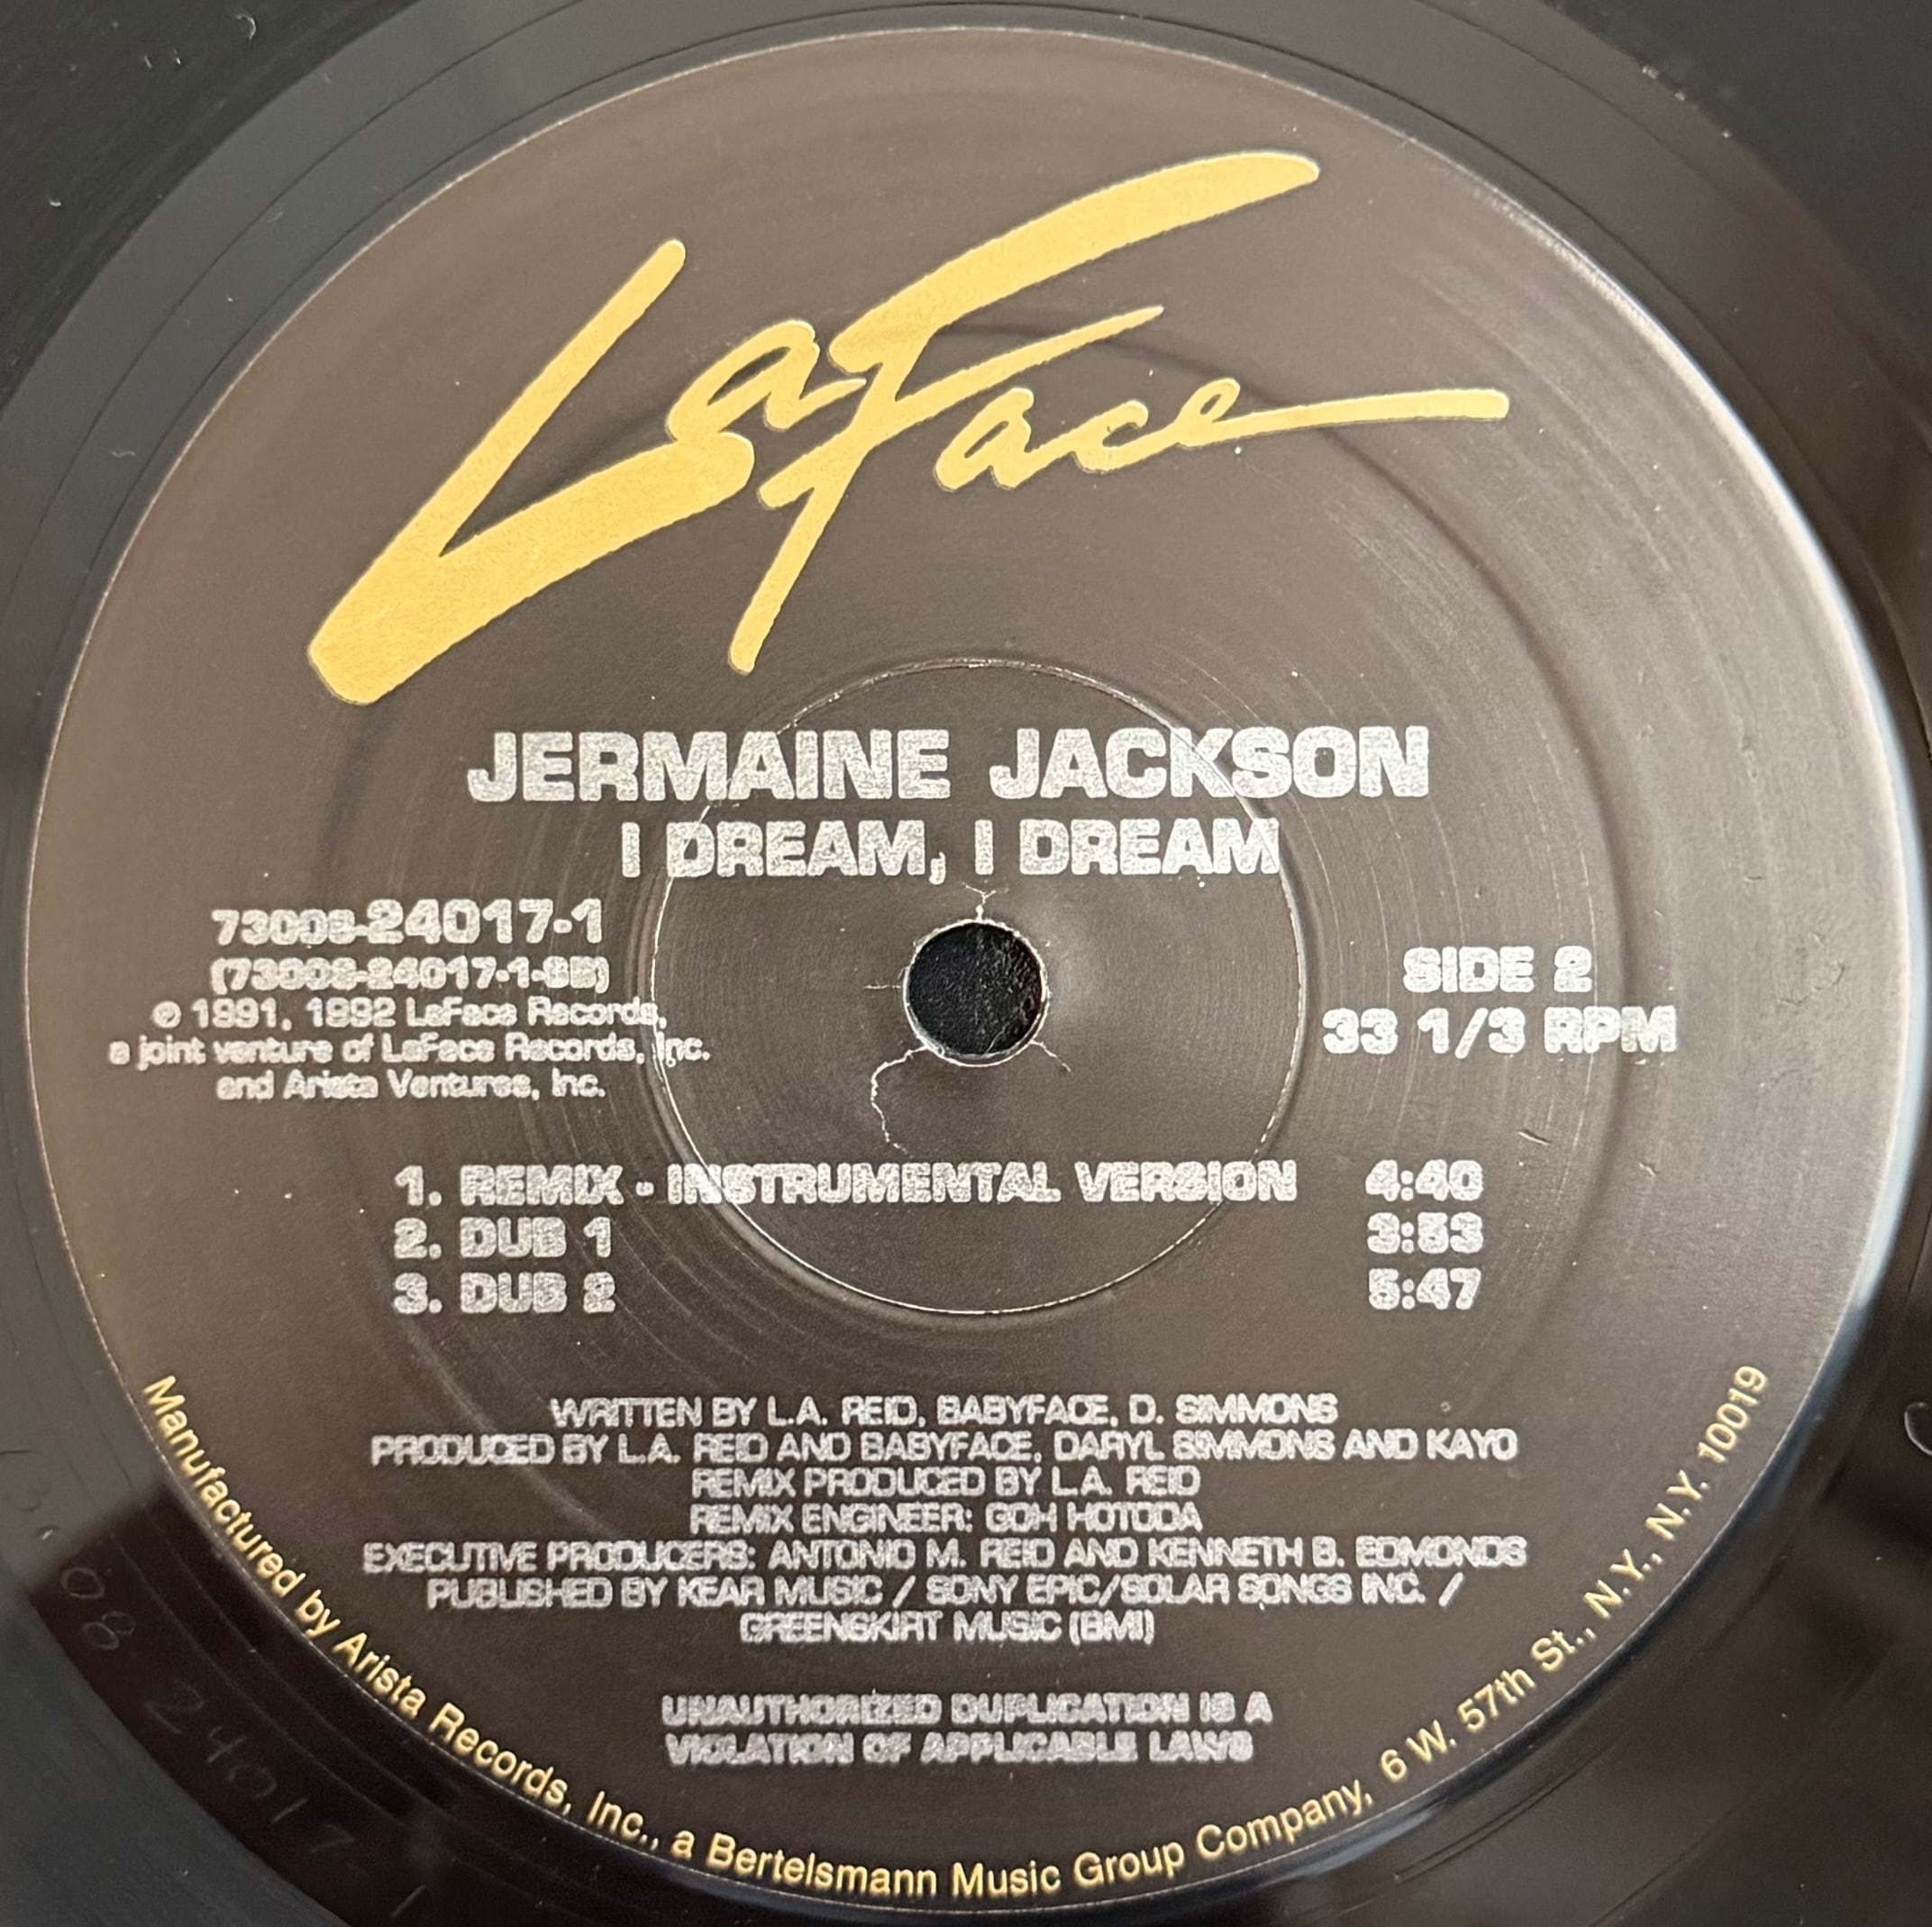 LaFace
JERMAINE JACKSON
I DREAM, I DREAM
73008-24017-1
(73008-24017-1-SB)
℗ 1991, 1992 LaFace Records,
a joint venture of LaFace Records, Inc.
and Arista Ventures, Inc.
SIDE 2
33 1/3 RPM
1. REMIX - INSTRUMENTAL VERSION 4:40
2. DUB 1 3:53
3. DUB 2 5:47
WRITTEN BY L.A. REID, BABYFACE, D. SIMMONS
PRODUCED BY L.A. REID AND BABYFACE, DARYL SIMMONS AND KAYO
REMIX PRODUCED BY L.A. REID
REMIX ENGINEER: GOH HOTODA
EXECUTIVE PRODUCERS: ANTONIO M. REID AND KENNETH B. EDMONDS
PUBLISHED BY KEAR MUSIC / SONY EPIC/SOLAR SONGS INC. /
GREENSKIRT MUSIC (BMI)
UNAUTHORIZED DUPLICATION IS A
VIOLATION OF APPLICABLE LAWS
Manufactured by Arista Records, Inc., a Bertelsmann Music Group Company, 6 W. 57th St., N.Y., N.Y. 10019
08 24017-1